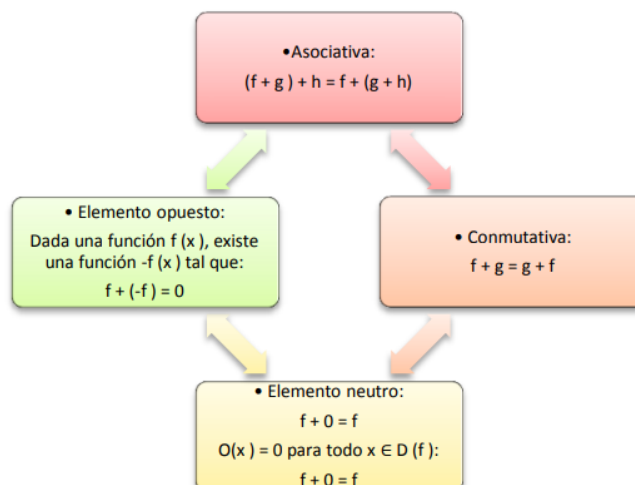 •Asociativa:
(f + g ) + h = f + (g + h)
• Elemento opuesto:
Dada una función f (x ), existe
una función -f (x ) tal que:
f + (-f ) = 0
• Conmutativa:
f + g = g + f
• Elemento neutro:
f + 0 = f
O(x ) = 0 para todo x ∈ D (f ):
f + 0 = f